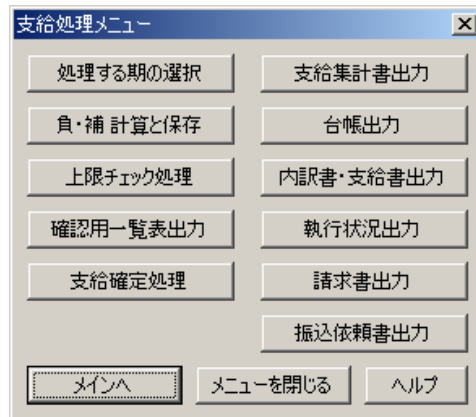 支給処理メニュー
処理する期の選択
支給集計書出力
負・補 計算と保存
台帳出力
上限チェック処理
内訳書・支給書出力
確認用一覧表出力
執行状況出力
支給確定処理
請求書出力
振込依頼書出力
メインへ
メニューを閉じる
ヘルプ